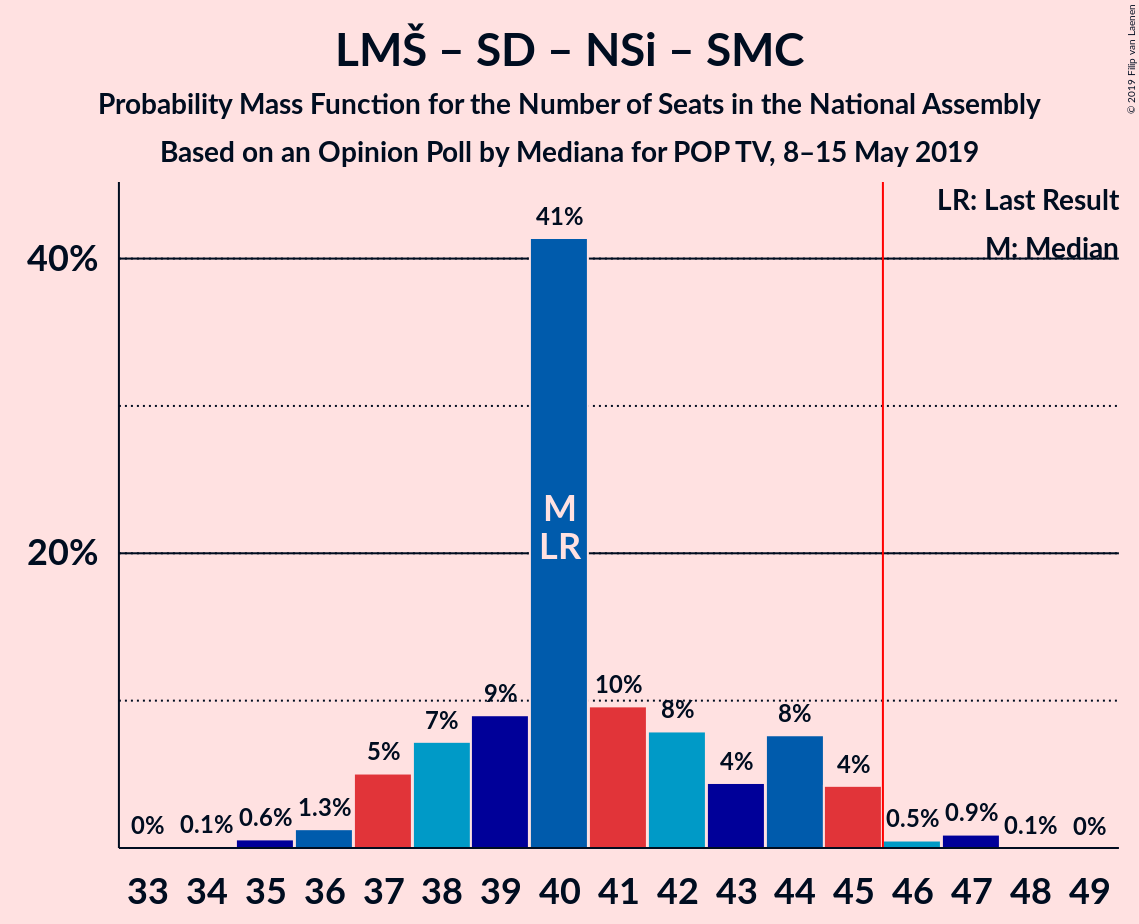 LMŠ – SD – NSi – SMC
Probability Mass Function for the Number of Seats in the National Assembly
Based on an Opinion Poll by Mediana for POP TV, 8–15 May 2019
© 2019 Filip van Laenen
LR: Last Result
M: Median
40%
20%
0%
0.1%
0.6%
1.3%
5%
7%
9%
41%
10%
8%
4%
8%
4%
0.5%
0.9%
0.1%
0%
M
LR
33 34 35 36 37 38 39 40 41 42 43 44 45 46 47 48 49